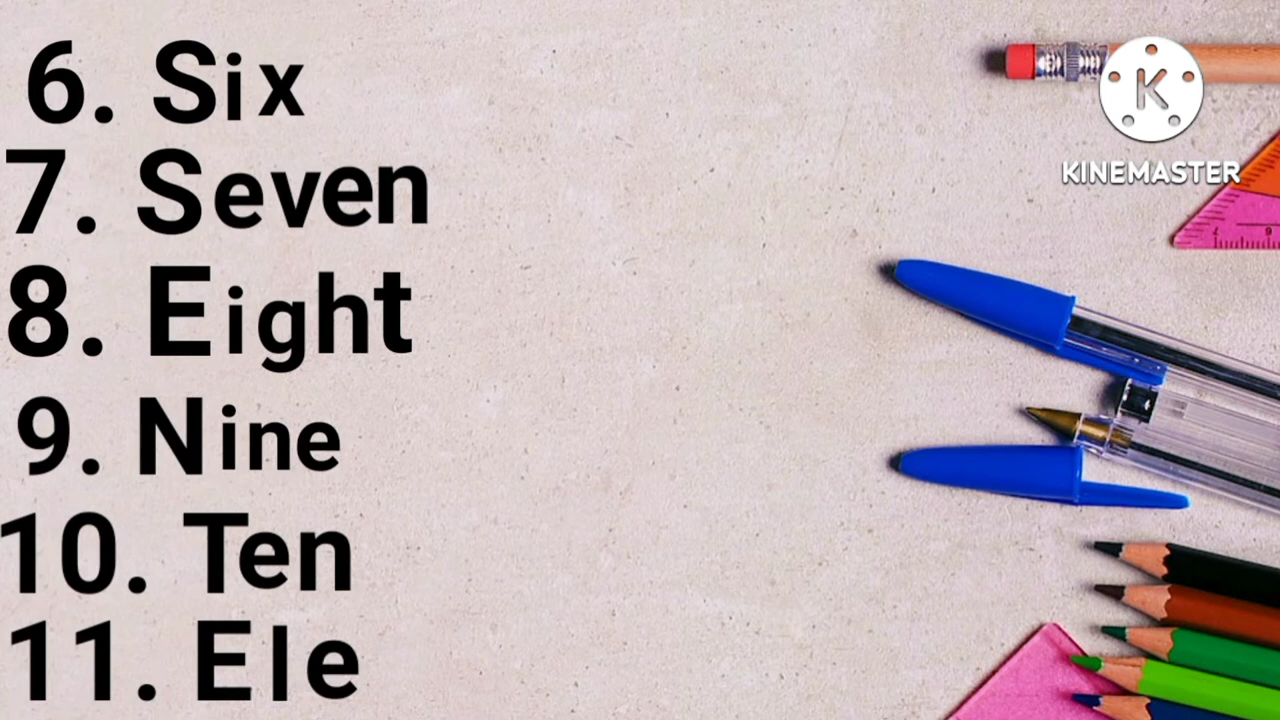 6. Six
7. Seven
8. Eight
9. Nine
10. Ten
11. Ele
K
KINEMASTER